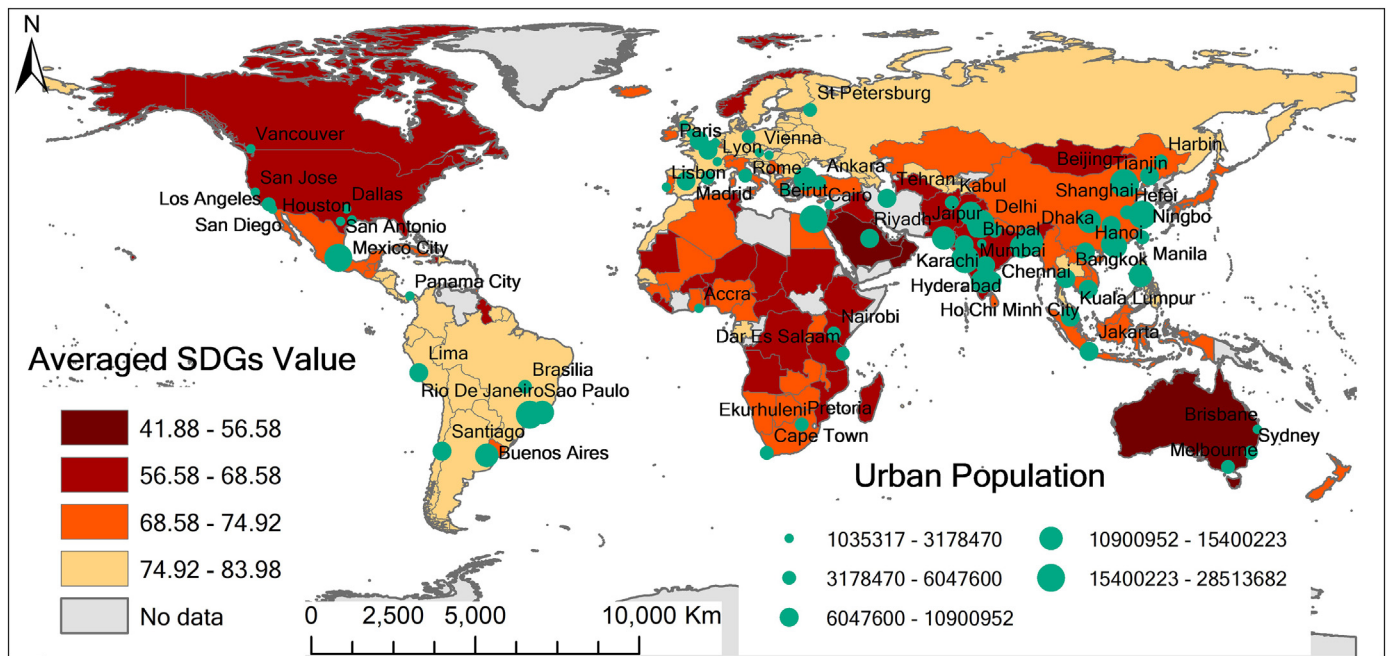 N
St Petersburg
Vancouver
Paris
Vienna
Harbin
Lyon
Beijing
Tianjin
San Jose
Dallas
Lisbon
Rome
Ankara
Tehran
Kabul
Shanghai
Hefei
Los Angeles
Houston
Madrid
Beirut
Cairo
Delhi
San Diego
San Antonio
Riyadh
Jaipur
Dhaka
Ningbo
Mexico City
Bhopal
Hanoi
Mumbai
Karachi
Bangkok
Manila
Panama City
Chennai
Hyderabad
Accra
Kuala Lumpur
Nairobi
Ho Chi Minh City
Dar Es Salaam
Jakarta
Averaged SDGs Value
Lima
Brasilia
Rio De Janeiro
Sao Paulo
Ekurhuleni
Pretoria
Brisbane
Santiago
Cape Town
Sydney
Buenos Aires
Melbourne
41.88 - 56.58
56.58 - 68.58
68.58 - 74.92
74.92 - 83.98
No data
Urban Population
1035317 - 3178470
3178470 - 6047600
6047600 - 10900952
10900952 - 15400223
15400223 - 28513682
0 2,500 5,000 10,000 Km